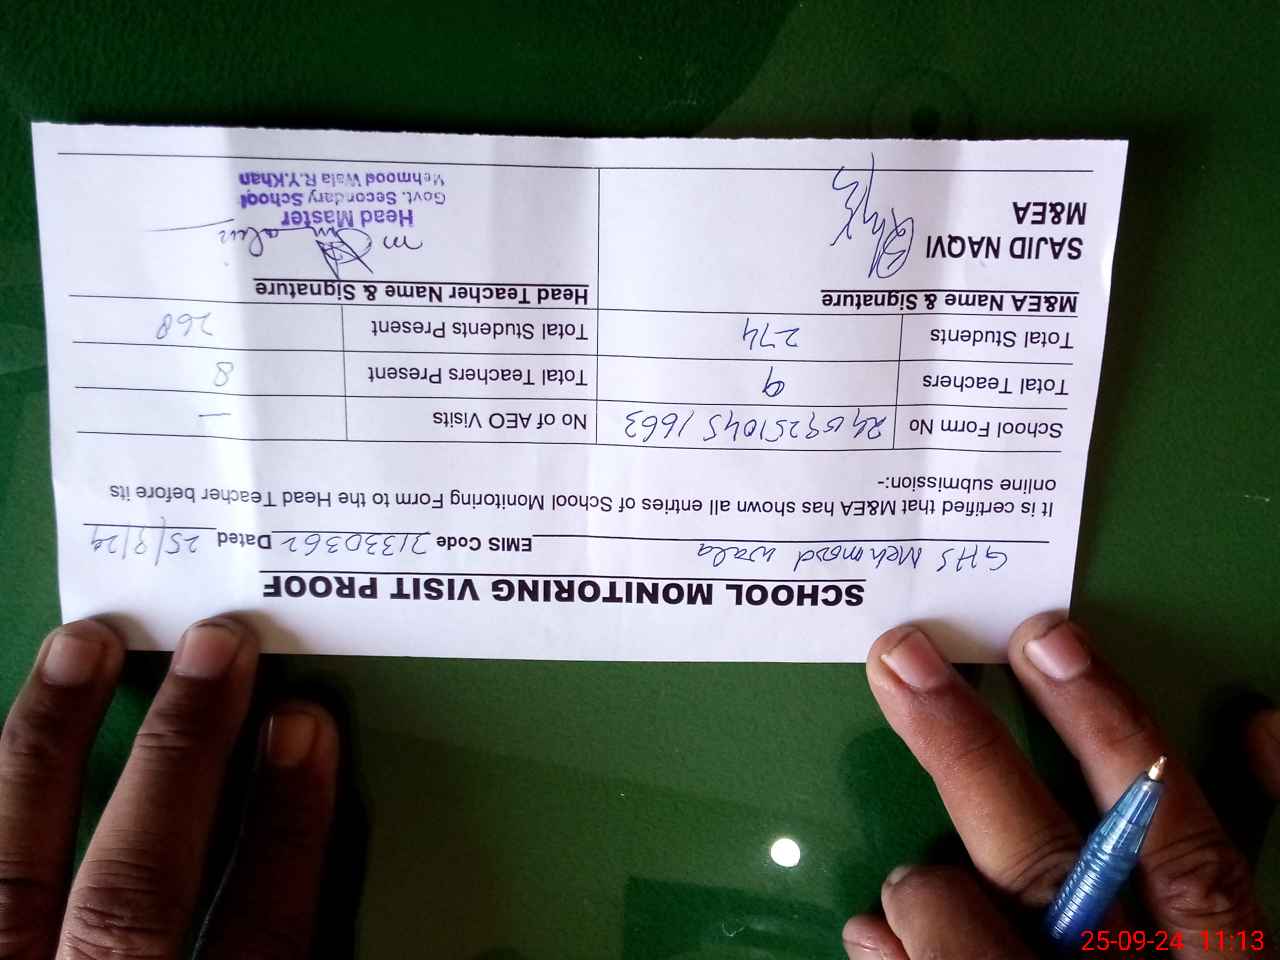 SCHOOL MONITORING VISIT PROOF
GHS Mehmood wala EMIS Code 31330362 Dated 25/9/24
It is certified that M&EA has shown all entries of School Monitoring Form to the Head Teacher before its
online submission:-
School Form No 24092510451663 No of AEO Visits —
Total Teachers 9 Total Teachers Present 8
Total Students 274 Total Students Present 268
M&EA Name & Signature Head Teacher Name & Signature
SAJID NAQVI
M&EA
Head Master
Govt. Secondary School
Mehmood Wala R.Y.Khan
25-09-24 11:13